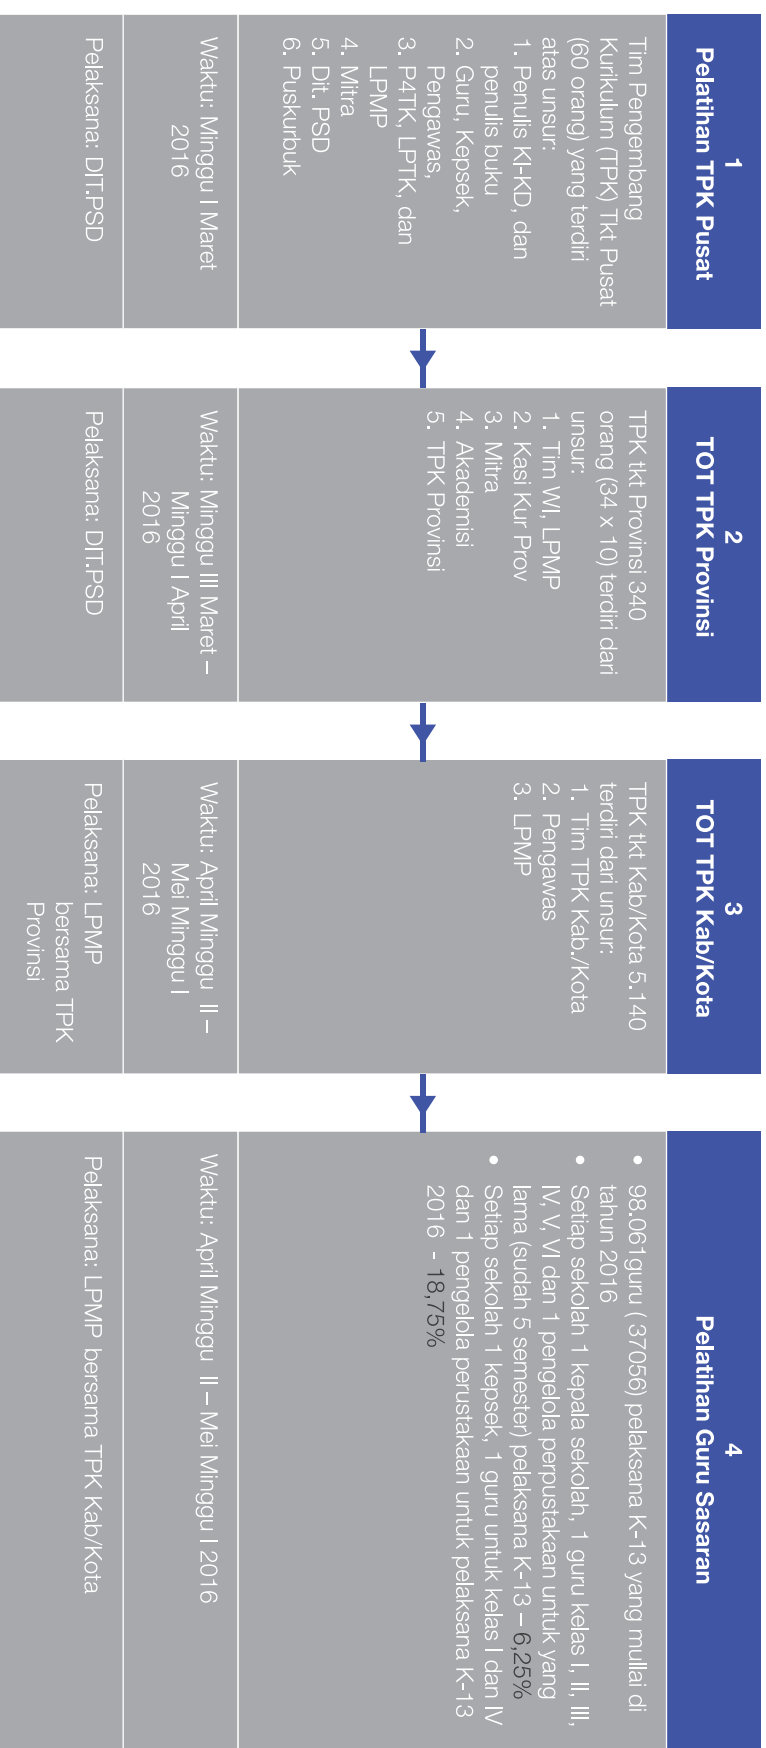 1
Pelatihan TPK Pusat
Tim Pengembang
Kurikulum (TPK) Tkt Pusat
(60 orang) yang terdiri
atas unsur:
1. Penulis KI-KD, dan
penulis buku
2. Guru, Kepsek,
Pengawas,
3. P4TK, LPTK, dan
LPMP
4. Mitra
5. Dit. PSD
6. Puskurbuk
Waktu: Minggu I Maret
2016
Pelaksana: DIT.PSD
2
TOT TPK Provinsi
TPK tkt Provinsi 340
orang (34 x 10) terdiri dari
unsur:
1. Tim WI, LPMP
2. Kasi Kur Prov
3. Mitra
4. Akademisi
5. TPK Provinsi
Waktu: Minggu III Maret –
Minggu I April
2016
Pelaksana: DIT.PSD
3
TOT TPK Kab/Kota
TPK tkt Kab/Kota 5.140
terdiri dari unsur:
1. Tim TPK Kab./Kota
2. Pengawas
3. LPMP
Waktu: April Minggu II –
Mei Minggu I
2016
Pelaksana: LPMP
bersama TPK
Provinsi
4
Pelatihan Guru Sasaran
• 98.061guru ( 37056) pelaksana K-13 yang mullai di
tahun 2016
• Setiap sekolah 1 kepala sekolah, 1 guru kelas I, II, III,
IV, V, VI dan 1 pengelola perpustakaan untuk yang
lama (sudah 5 semester) pelaksana K-13 – 6,25%
• Setiap sekolah 1 kepsek, 1 guru untuk kelas I dan IV
dan 1 pengelola perustakaan untuk pelaksana K-13
2016 - 18,75%
Waktu: April Minggu II – Mei Minggu I 2016
Pelaksana: LPMP bersama TPK Kab/Kota